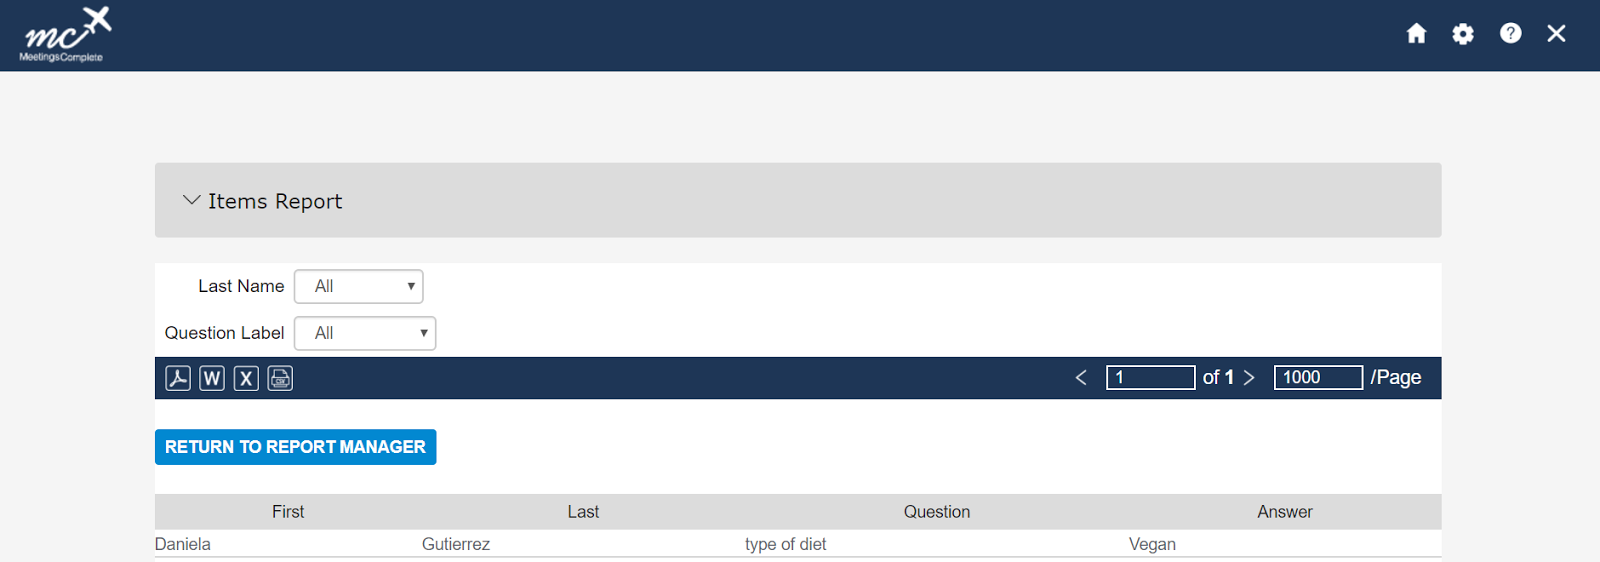 mc
MeetingsComplete
?
Items Report
Last Name All
Question Label All
W X CSV 1 of 1 1000 /Page
RETURN TO REPORT MANAGER
First Last Question Answer
Daniela Gutierrez type of diet Vegan